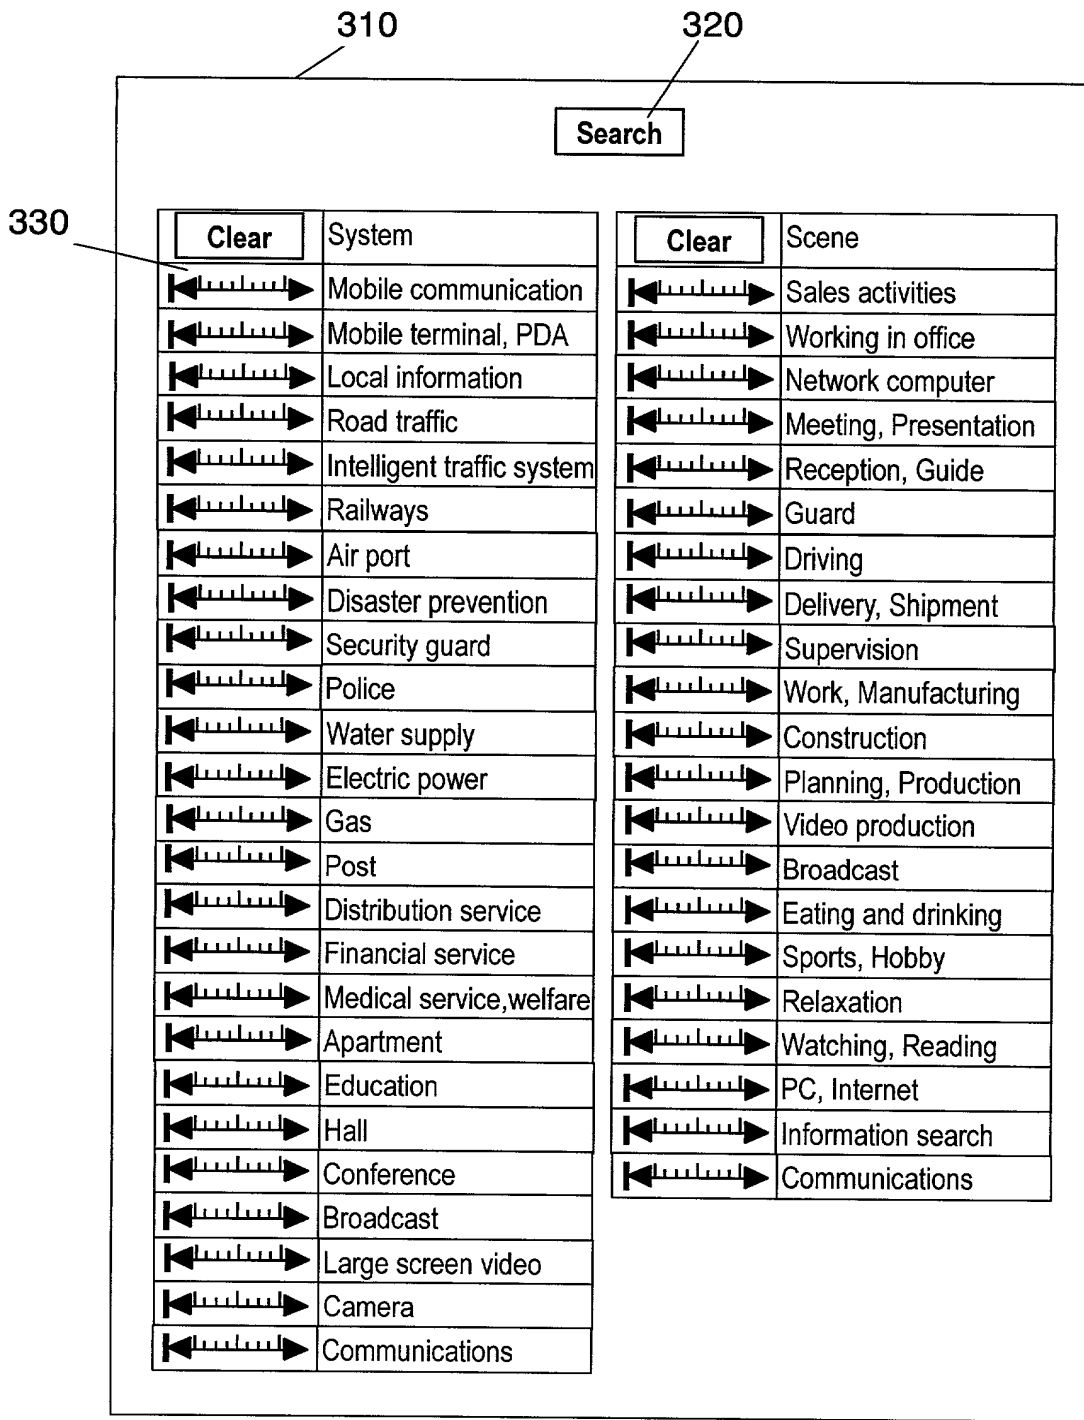 310
320
Search
330
Clear
System
Mobile communication
Mobile terminal, PDA
Local information
Road traffic
Intelligent traffic system
Railways
Air port
Disaster prevention
Security guard
Police
Water supply
Electric power
Gas
Post
Distribution service
Financial service
Medical service,welfare
Apartment
Education
Hall
Conference
Broadcast
Large screen video
Camera
Communications
Clear
Scene
Sales activities
Working in office
Network computer
Meeting, Presentation
Reception, Guide
Guard
Driving
Delivery, Shipment
Supervision
Work, Manufacturing
Construction
Planning, Production
Video production
Broadcast
Eating and drinking
Sports, Hobby
Relaxation
Watching, Reading
PC, Internet
Information search
Communications